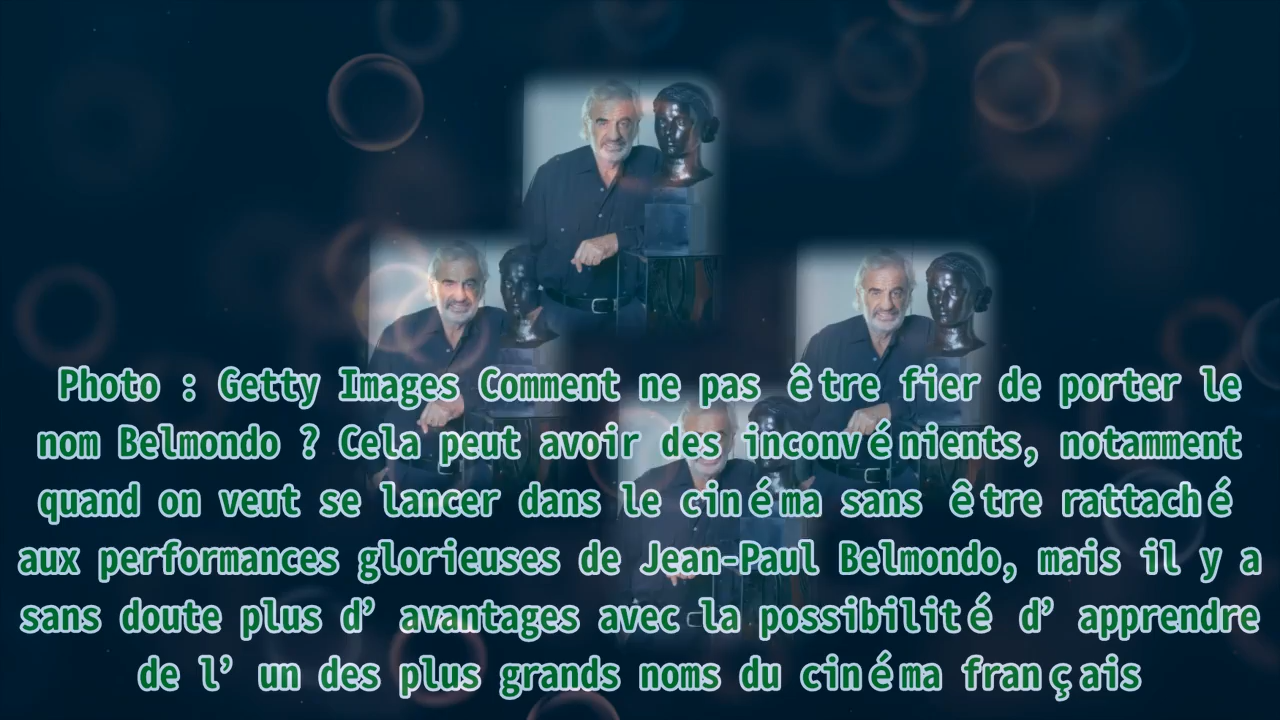 Photo : Getty Images Comment ne pas être fier de porter le
nom Belmondo ? Cela peut avoir des inconvénients, notamment
quand on veut se lancer dans le cinéma sans être rattaché
aux performances glorieuses de Jean-Paul Belmondo, mais il y a
sans doute plus d’ avantages avec la possibilité d’ apprendre
de l’ un des plus grands noms du cinéma français